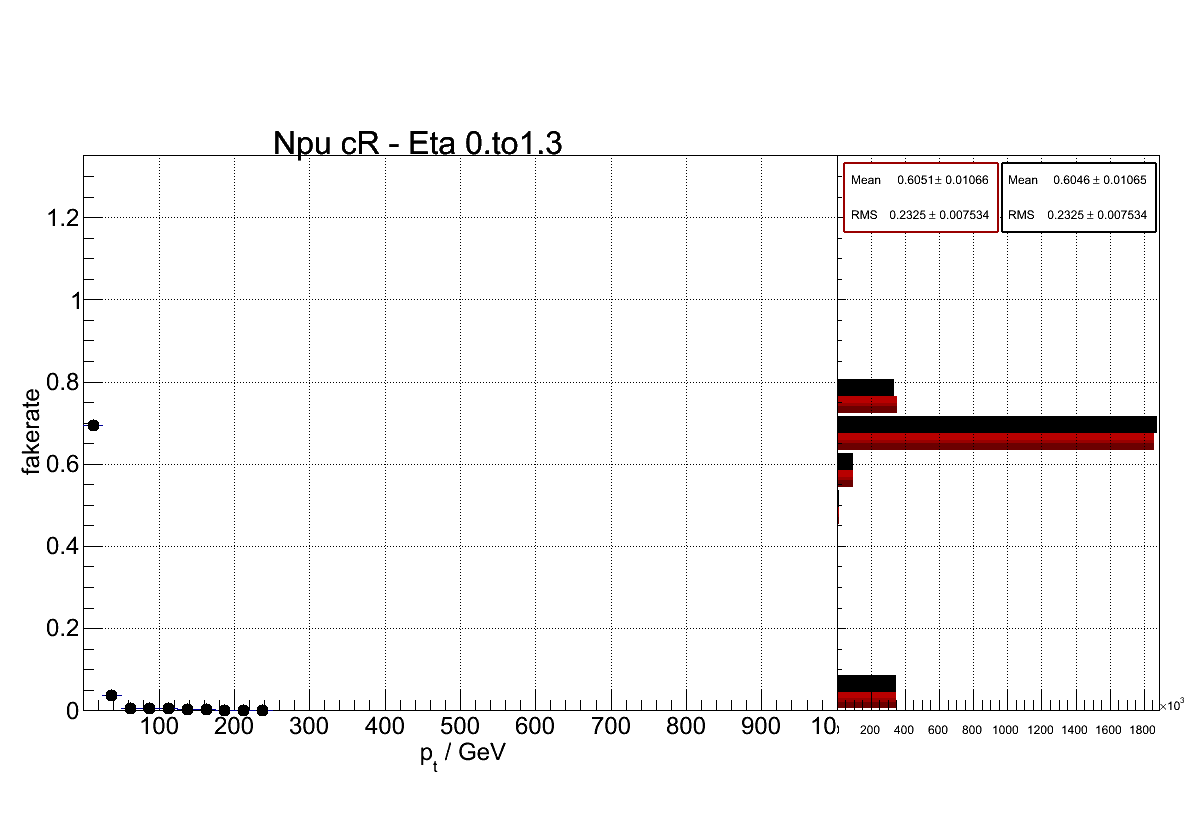 Npu cR - Eta 0.to1.3
Mean 0.6051± 0.01066
RMS 0.2325 ± 0.007534
Mean 0.6046 ± 0.01065
RMS 0.2325 ± 0.007534
1.2
1
0.8
0.6
0.4
0.2
0
fakerate
100 200 300 400 500 600 700 800 900 10
200 400 600 800 1000 1200 1400 1600 1800
×10³
pt / GeV